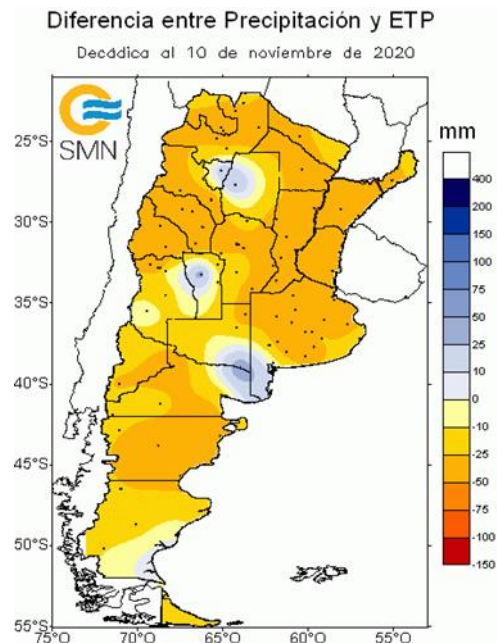 Diferencia entre Precipitación y ETP
Decádica al 10 de noviembre de 2020
SMN
mm
400
200
150
100
75
50
25
10
0
-10
-25
-50
-75
-100
-150
25°S
30°S
35°S
40°S
45°S
50°S
55°S
75°O
70°O
65°O
60°O
55°O